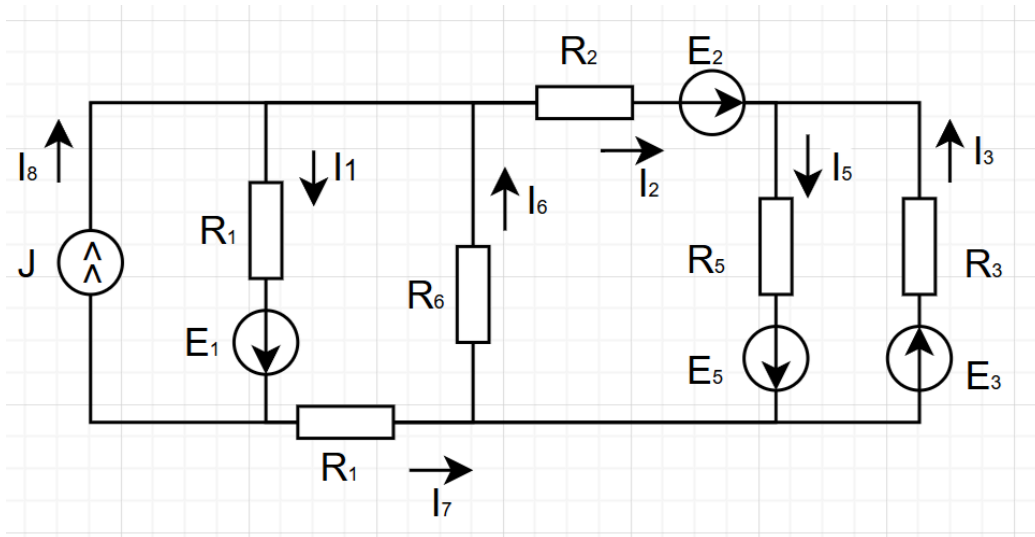 R₂
E₂
I₈
I1
I₆
I₂
I₅
I₃
J
R₁
R₆
R₅
R₃
E₁
E₅
E₃
R₁
I₇